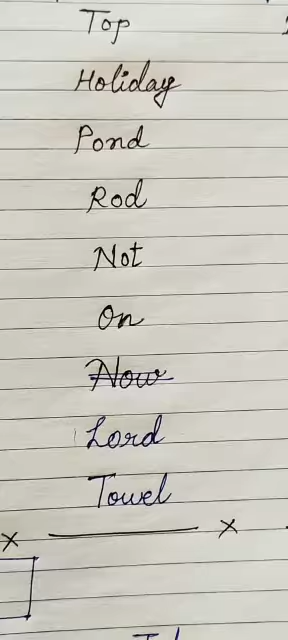 Top
Holiday
Pond
Rod
Not
On
Now
Lord
Towel
× ——— ×